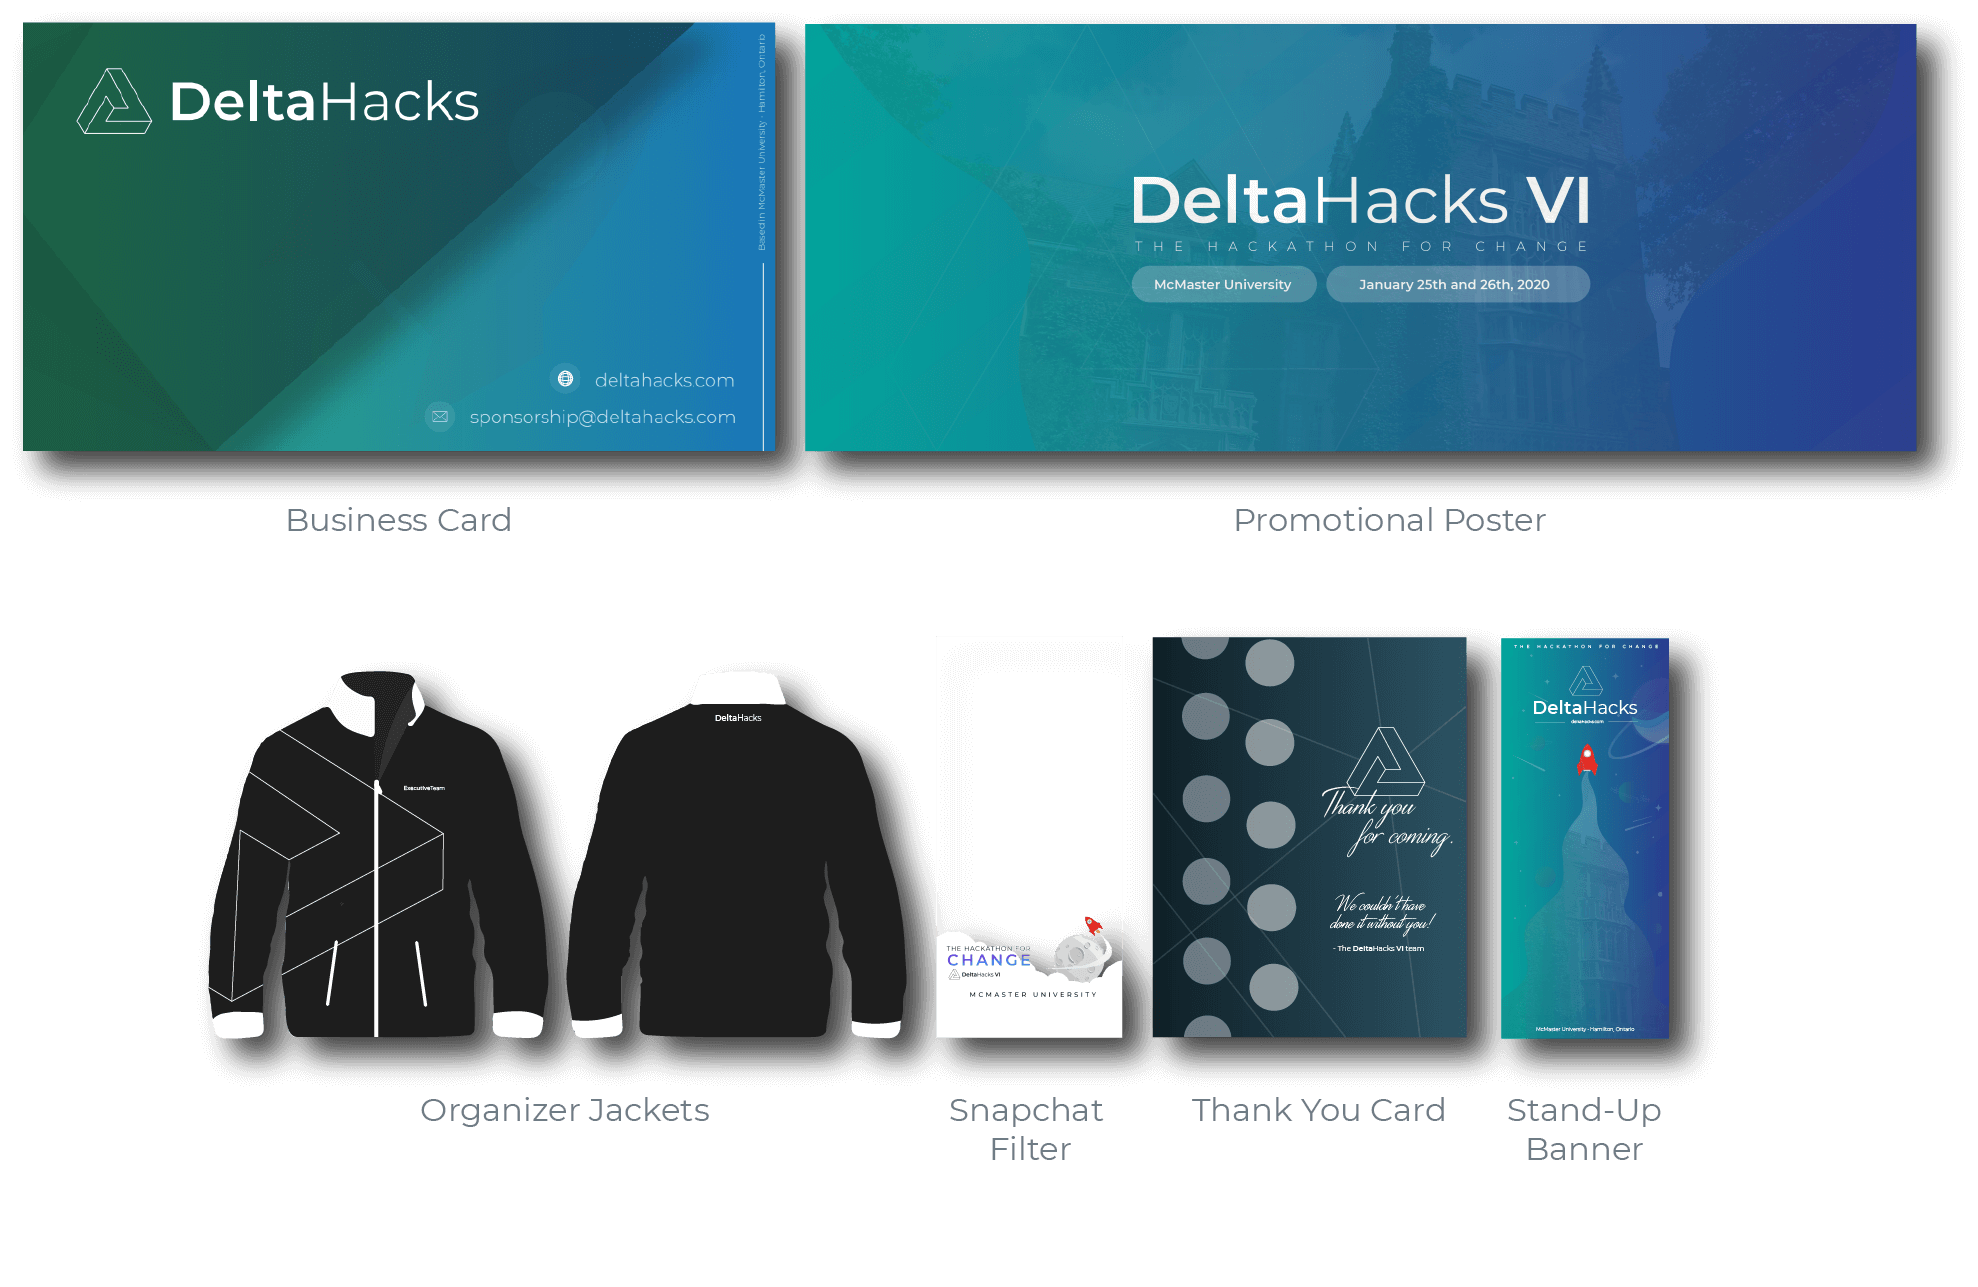 DeltaHacks
Based in McMaster University - Hamilton, Ontario
deltahacks.com
sponsorship@deltahacks.com
DeltaHacks VI
THE HACKATHON FOR CHANGE
McMaster University
January 25th and 26th, 2020
Business Card
Promotional Poster
ExecutiveTeam
DeltaHacks
THE HACKATHON FOR
CHANGE
DeltaHacks VI
MCMASTER UNIVERSITY
Thank you
for coming.
We couldn't have
done it without you!
- The DeltaHacks VI team
THE HACKATHON FOR CHANGE
DeltaHacks
deltahacks.com
McMaster University - Hamilton, Ontario
Organizer Jackets
Snapchat
Filter
Thank You Card
Stand-Up
Banner